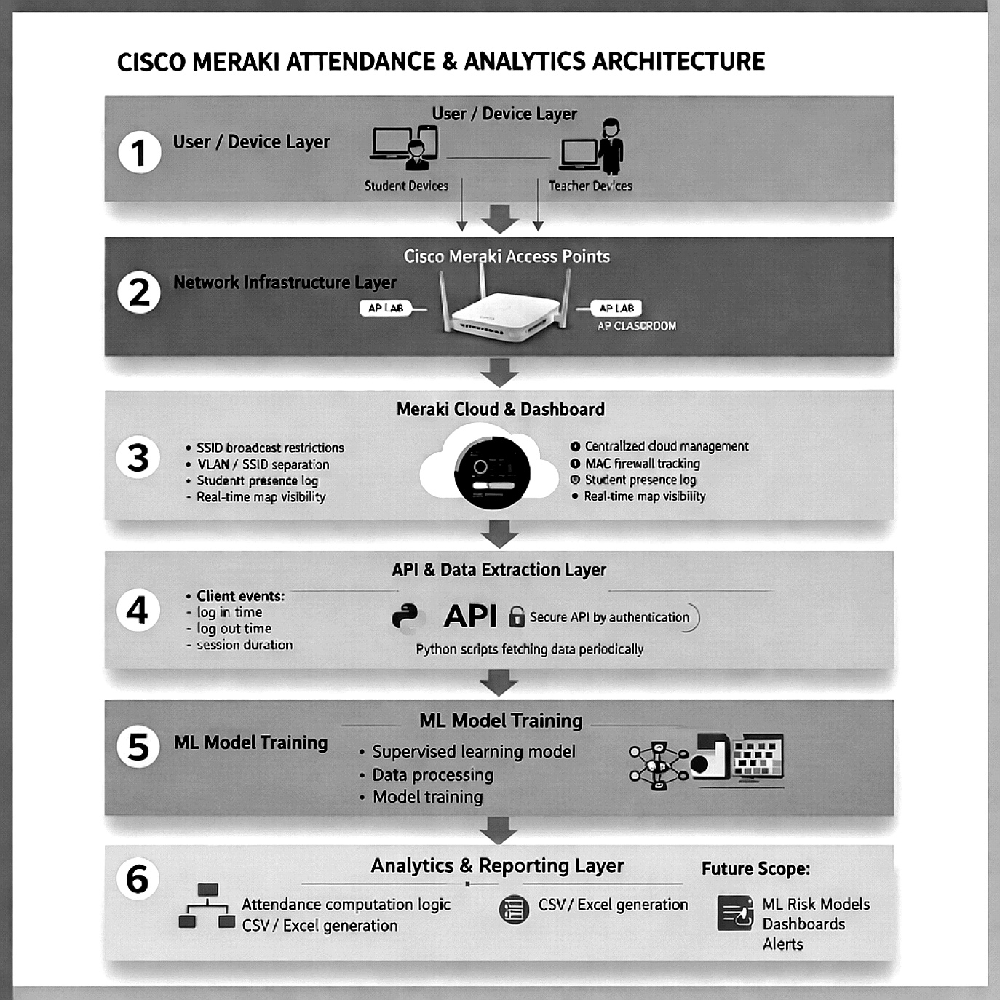 CISCO MERAKI ATTENDANCE & ANALYTICS ARCHITECTURE
User / Device Layer
1
User / Device Layer
Student Devices
Teacher Devices
Cisco Meraki Access Points
2
Network Infrastructure Layer
AP LAB
AP LAB
AP CLASGROOM
Meraki Cloud & Dashboard
3
• SSID broadcast restrictions
• VLAN / SSID separation
• Studentt presence log
- Real-time map visibility
Centralized cloud management
MAC firewall tracking
Student presence log
• Real-time map visibility
API & Data Extraction Layer
4
• Client events:
- log in time
- log out time
- session duration
API
Secure API by authentication
Python scripts fetching data periodically
ML Model Training
5
ML Model Training
• Supervised learning model
• Data processing
• Model training
6
Analytics & Reporting Layer
Attendance computation logic
CSV / Excel generation
CSV / Excel generation
Future Scope:
ML Risk Models
Dashboards
Alerts